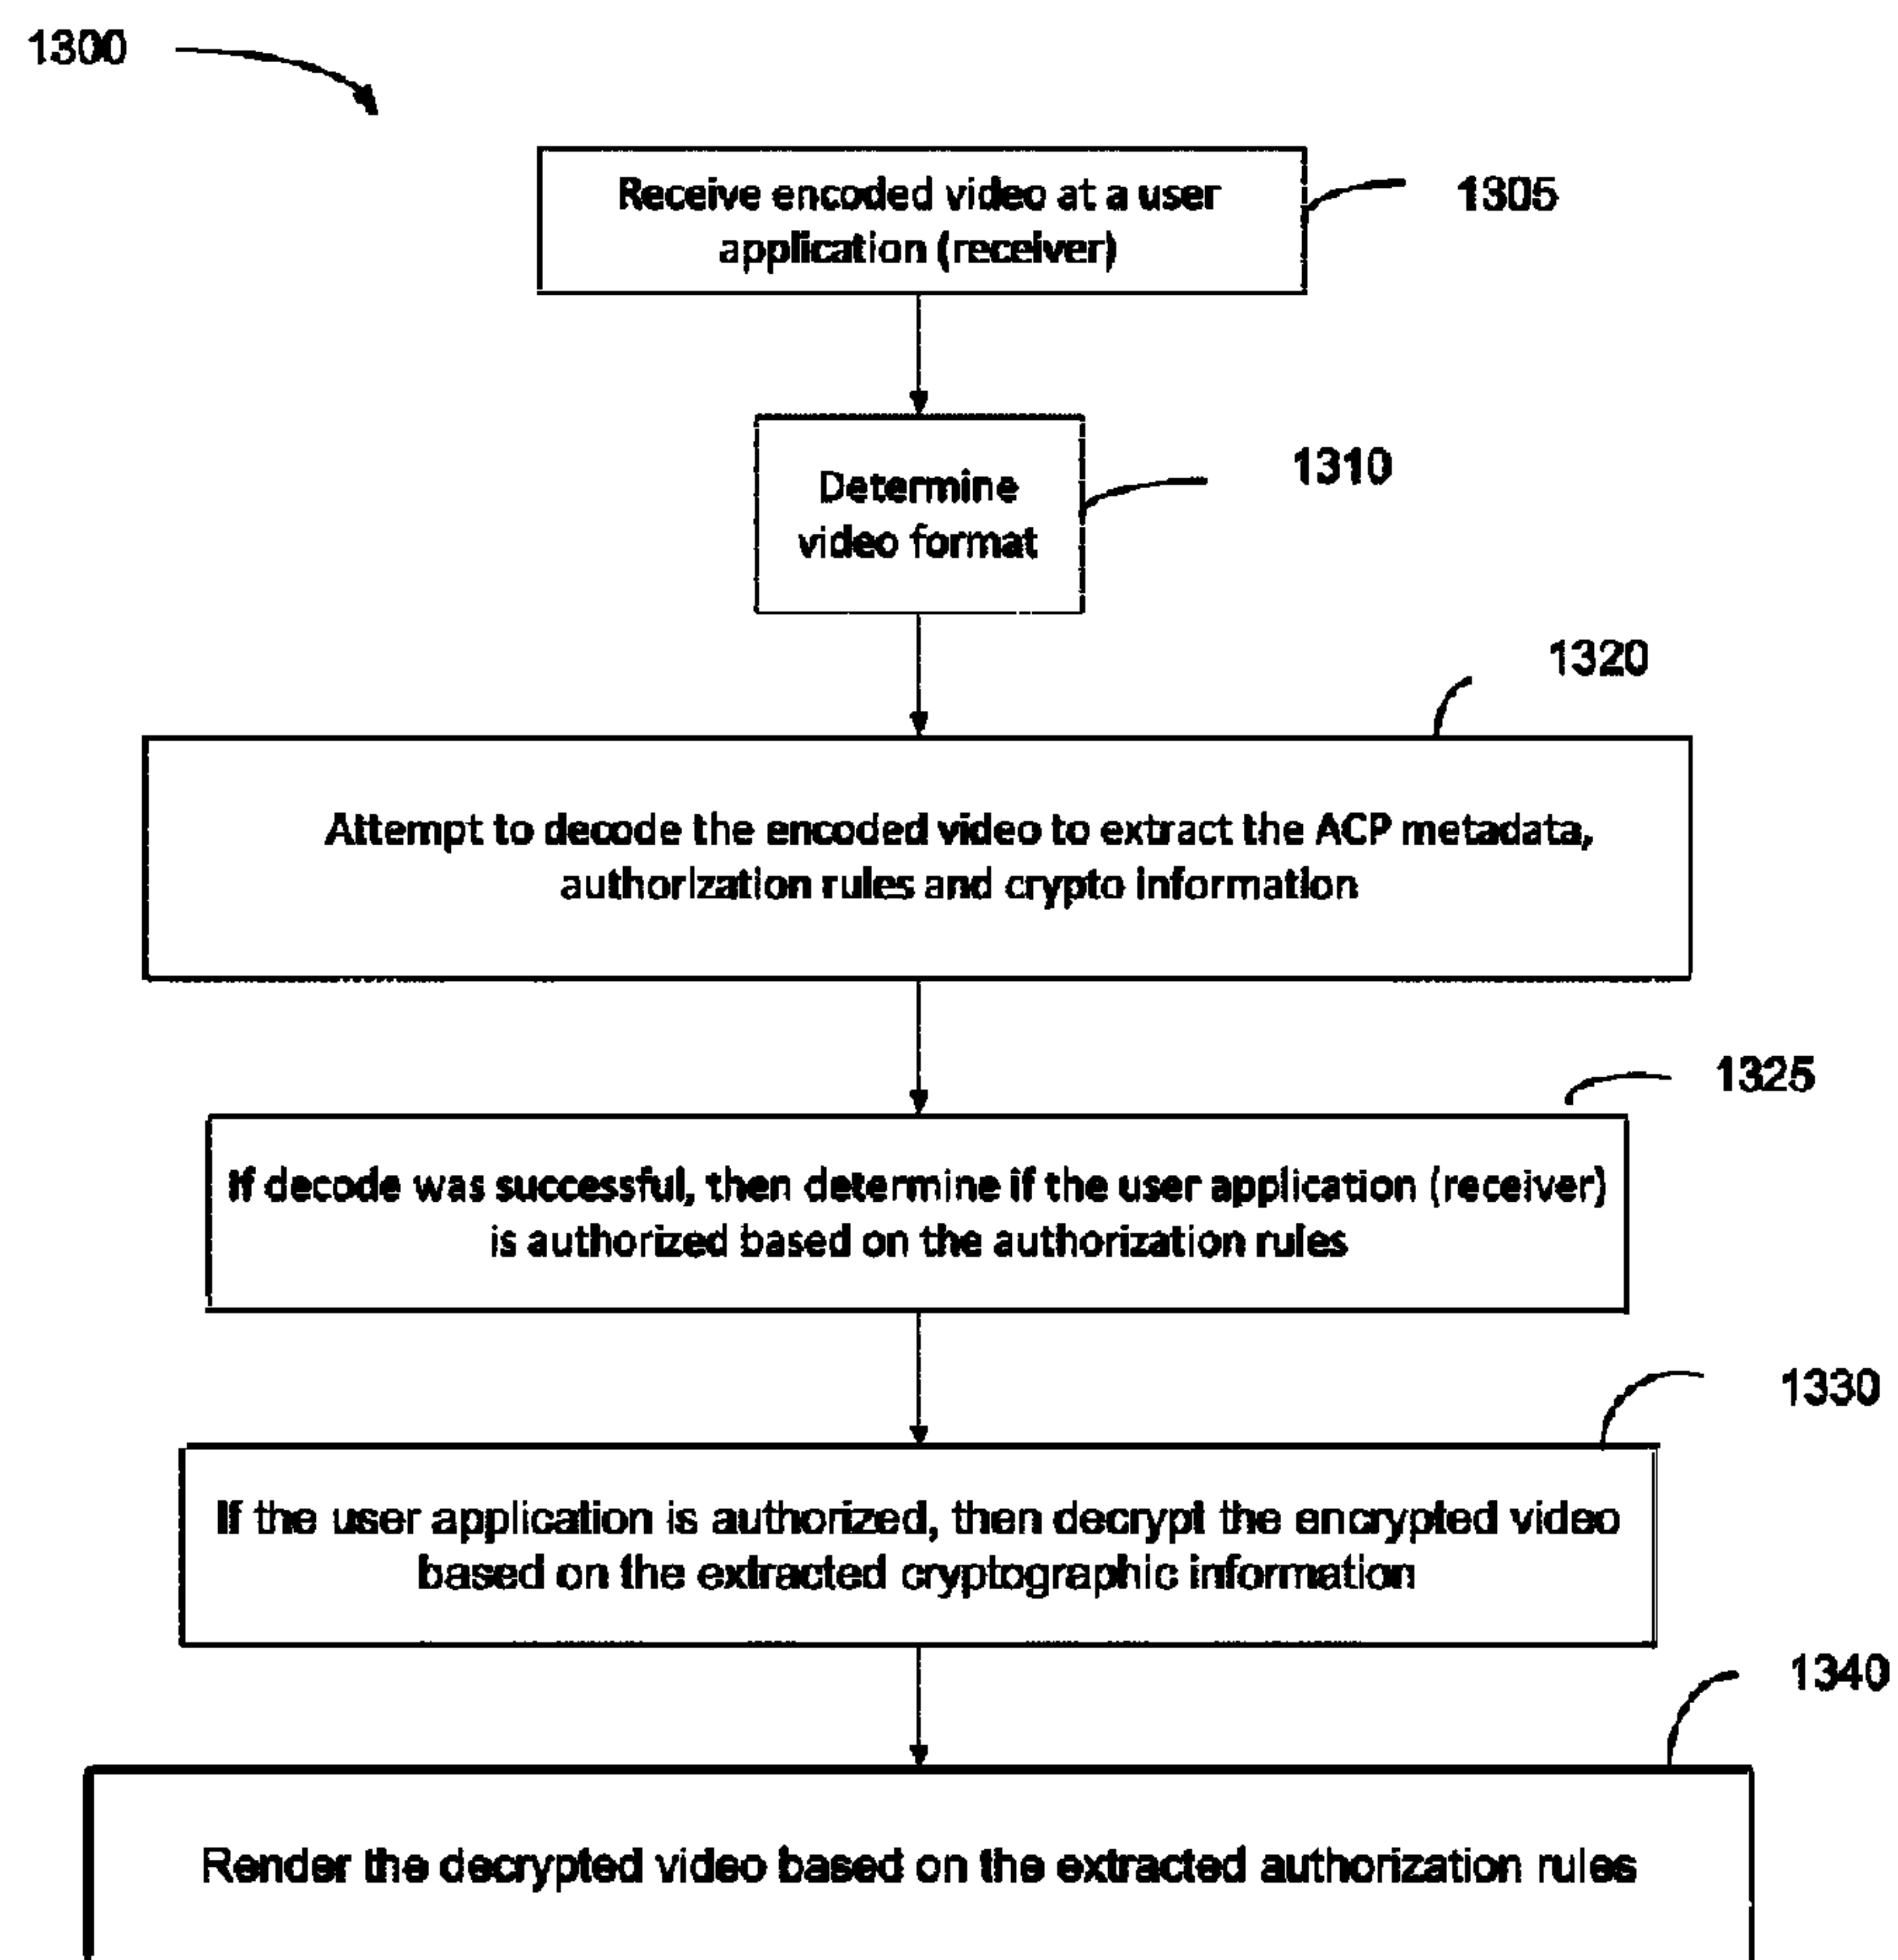 1300
Receive encoded video at a user
application (receiver)
1305
Determine
video format
1310
1320
Attempt to decode the encoded video to extract the ACP metadata,
authorization rules and crypto information
1325
If decode was successful, then determine if the user application (receiver)
is authorized based on the authorization rules
1330
If the user application is authorized, then decrypt the encrypted video
based on the extracted cryptographic information
1340
Render the decrypted video based on the extracted authorization rules